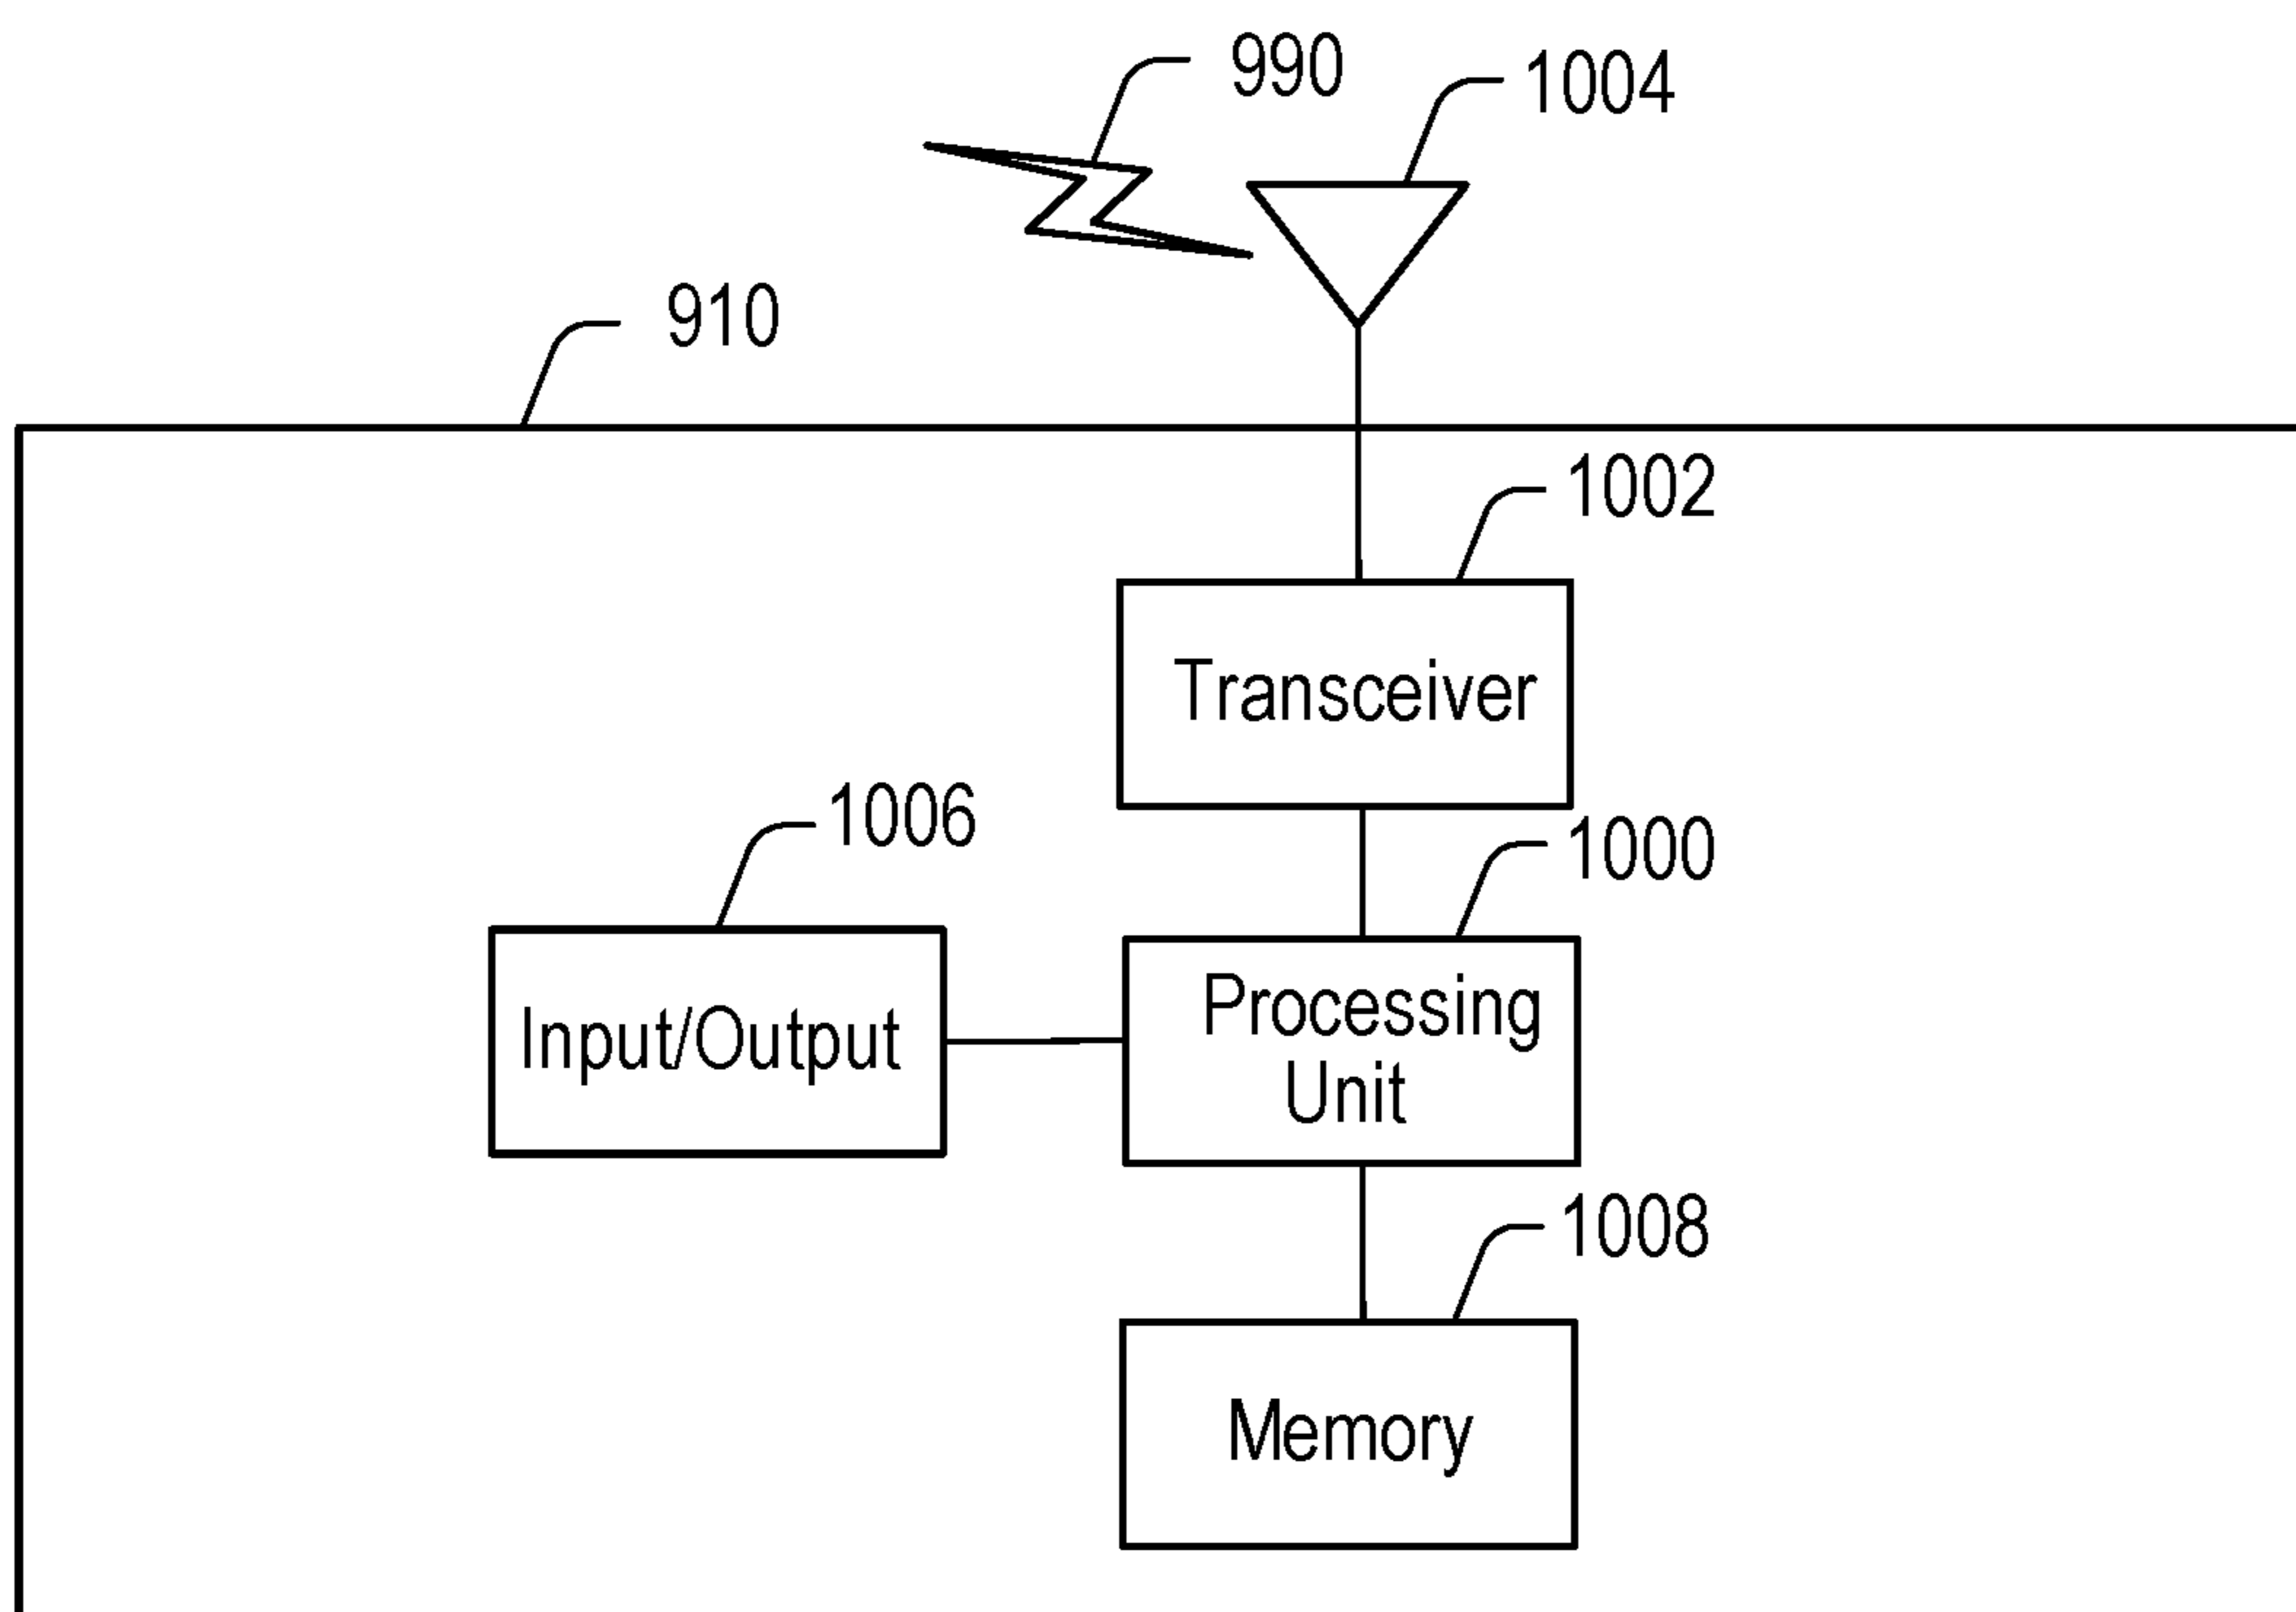 990
1004
910
1002
Transceiver
1006
1000
Input/Output
Processing
Unit
1008
Memory